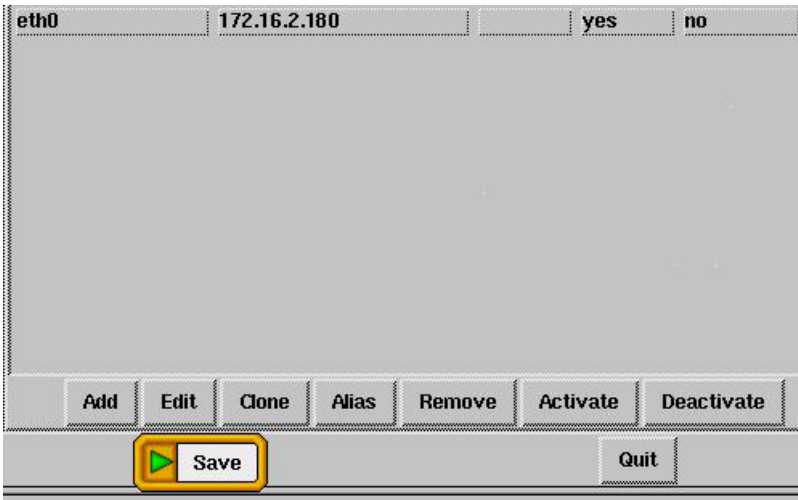 eth0 172.16.2.180 yes no
Add Edit Clone Alias Remove Activate Deactivate
Save Quit